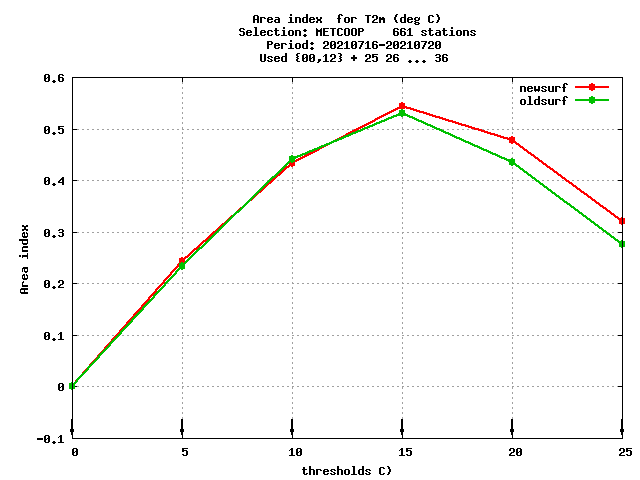 Area index  for T2m (deg C)
Selection: METCOOP    661 stations
Period: 20210716-20210720
Used {00,12} + 25 26 ... 36
0.6
newsurf
oldsurf
0.5
0.4
0.3
0.2
0.1
0
-0.1
Area index
0 5 10 15 20 25
thresholds C)